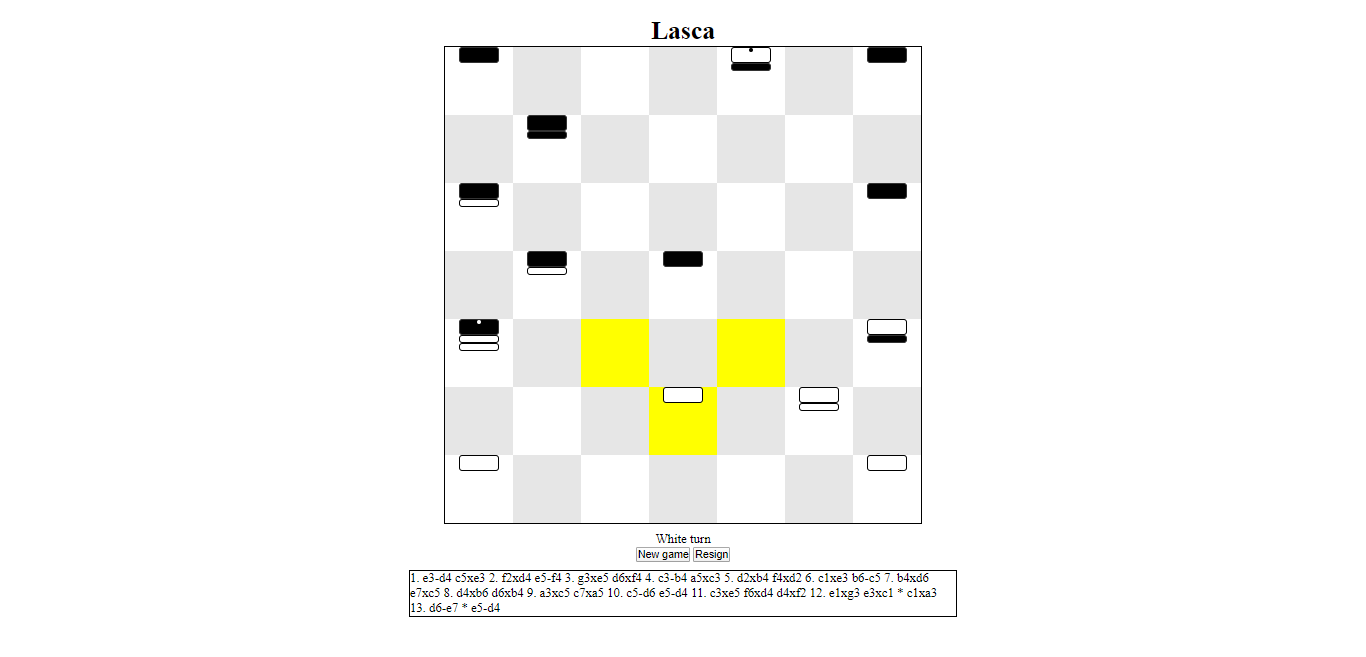 Lasca
White turn
New game Resign
1. e3-d4 c5xe3 2. f2xd4 e5-f4 3. g3xe5 d6xf4 4. c3-b4 a5xc3 5. d2xb4 f4xd2 6. c1xe3 b6-c5 7. b4xd6
e7xc5 8. d4xb6 d6xb4 9. a3xc5 c7xa5 10. c5-d6 e5-d4 11. c3xe5 f6xd4 d4xf2 12. e1xg3 e3xc1 * c1xa3
13. d6-e7 * e5-d4